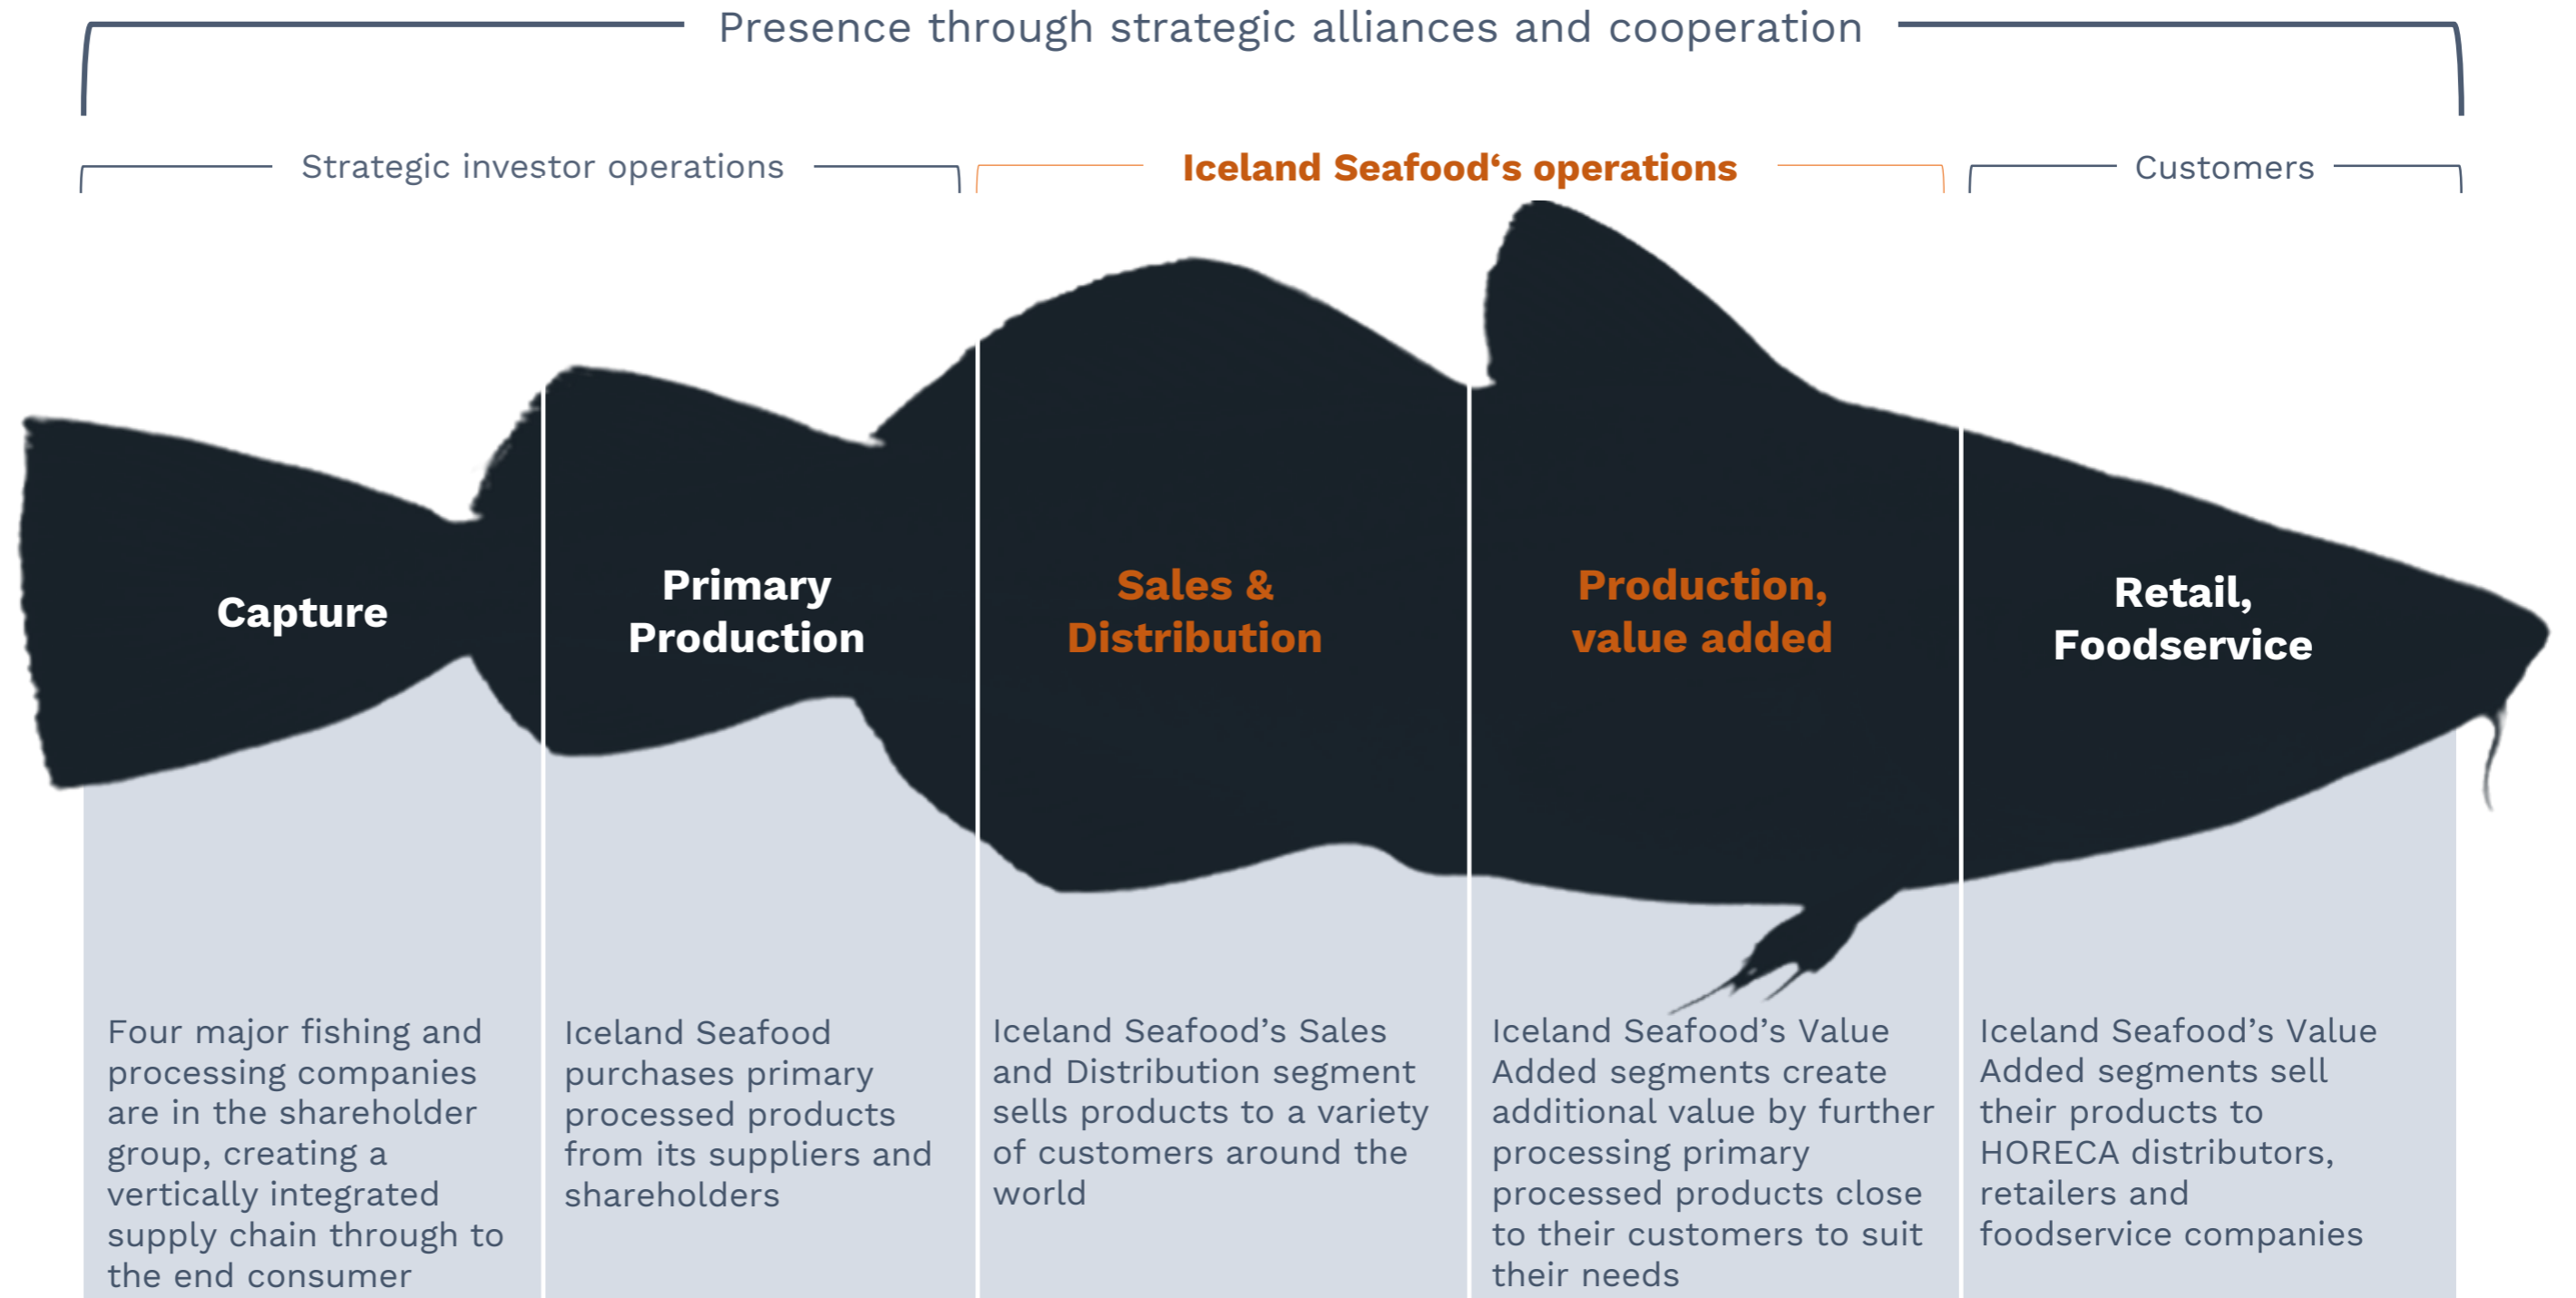 Presence through strategic alliances and cooperation
Strategic investor operations
Iceland Seafood‘s operations
Customers
Capture
Primary
Production
Sales &
Distribution
Production,
value added
Retail,
Foodservice
Four major fishing and
processing companies
are in the shareholder
group, creating a
vertically integrated
supply chain through to
the end consumer
Iceland Seafood
purchases primary
processed products
from its suppliers and
shareholders
Iceland Seafood’s Sales
and Distribution segment
sells products to a variety
of customers around the
world
Iceland Seafood’s Value
Added segments create
additional value by further
processing primary
processed products close
to their customers to suit
their needs
Iceland Seafood’s Value
Added segments sell
their products to
HORECA distributors,
retailers and
foodservice companies